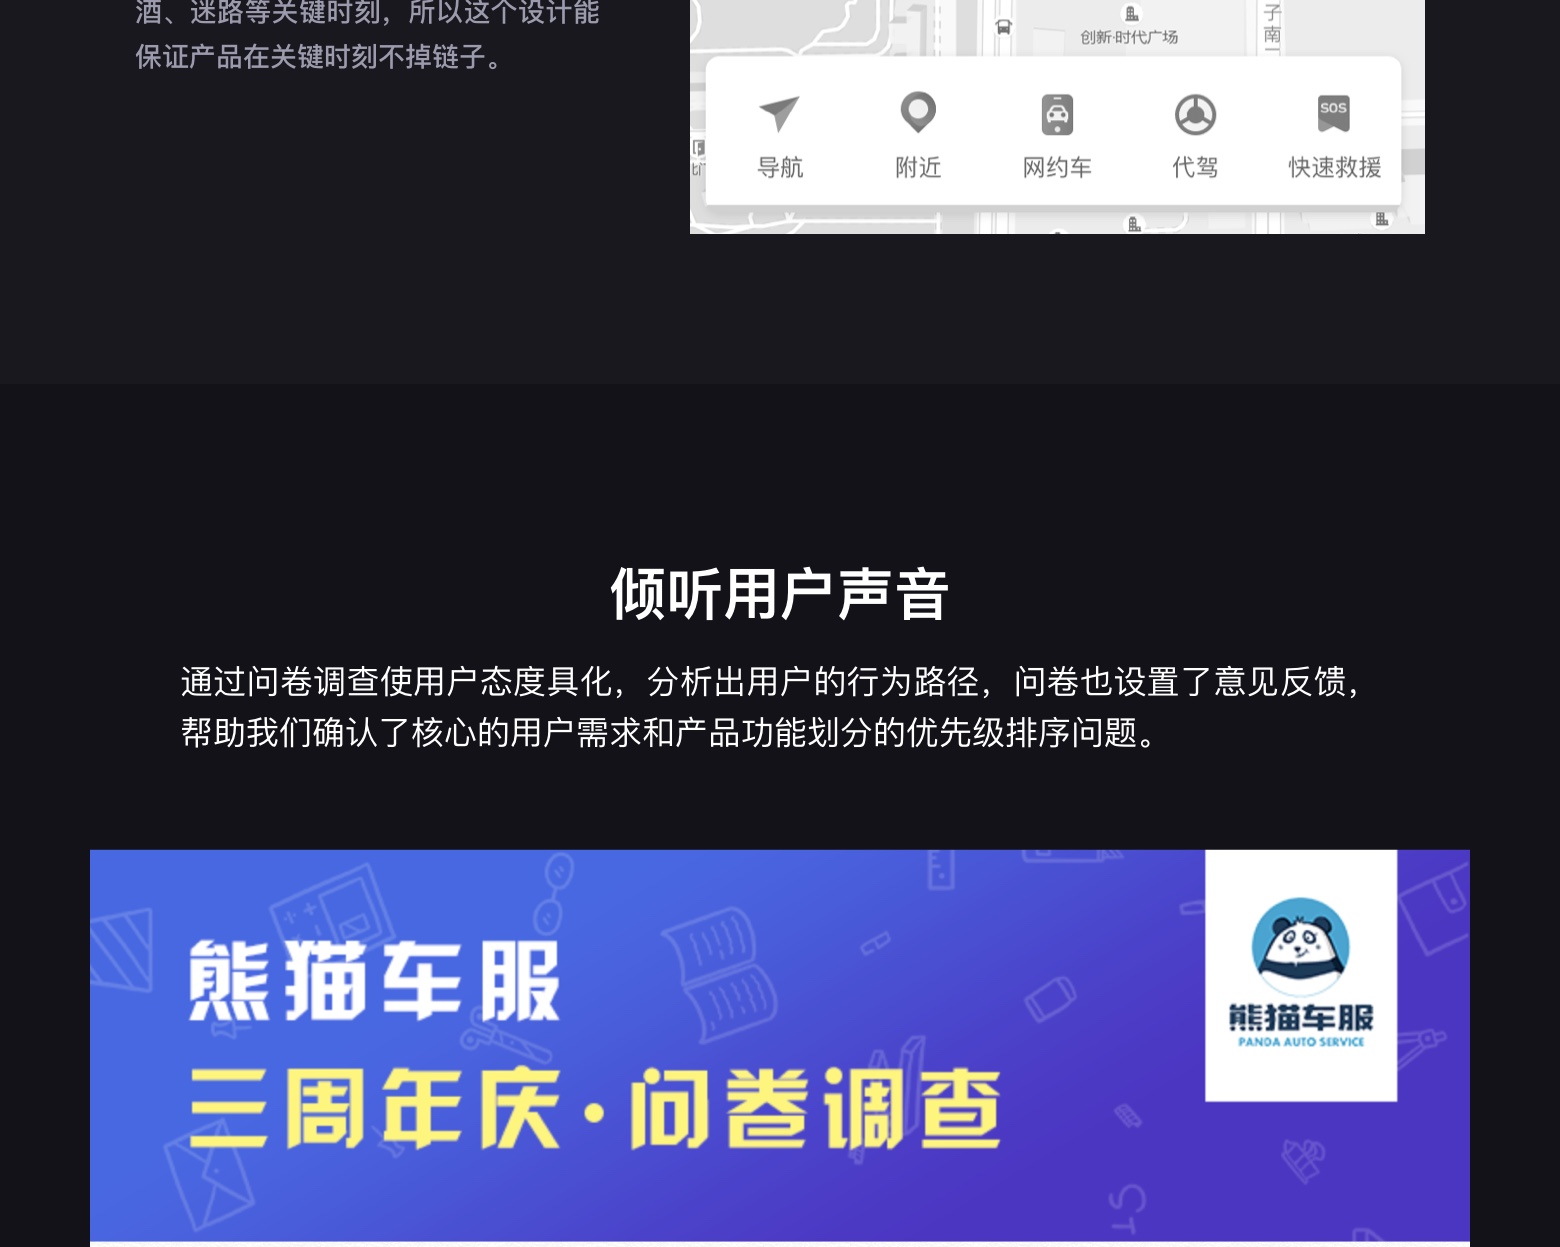 酒、迷路等关键时刻，所以这个设计能
保证产品在关键时刻不掉链子。
子
南
创新·时代广场
SOS
导航
附近
网约车
代驾
快速救援
倾听用户声音
通过问卷调查使用户态度具化，分析出用户的行为路径，问卷也设置了意见反馈，
帮助我们确认了核心的用户需求和产品功能划分的优先级排序问题。
熊猫车服
三周年庆·问卷调查
熊猫车服
PANDA AUTO SERVICE